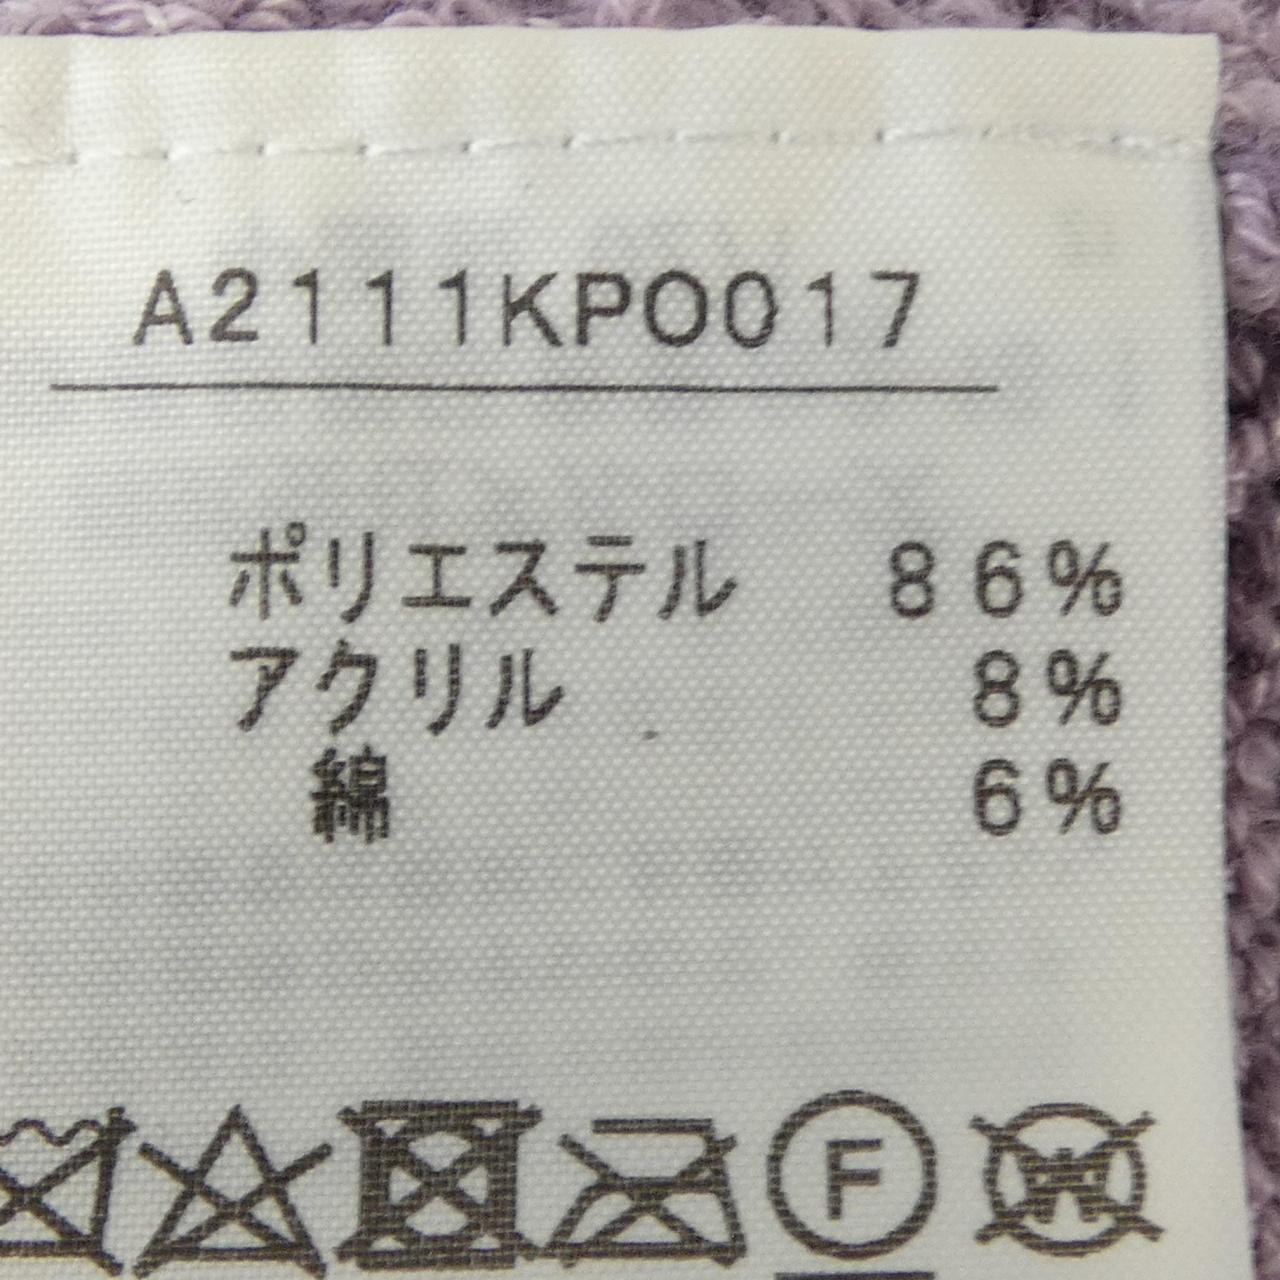 A2111KPO017
ポリエステル 86%
アクリル 8%
綿 6%
F
W